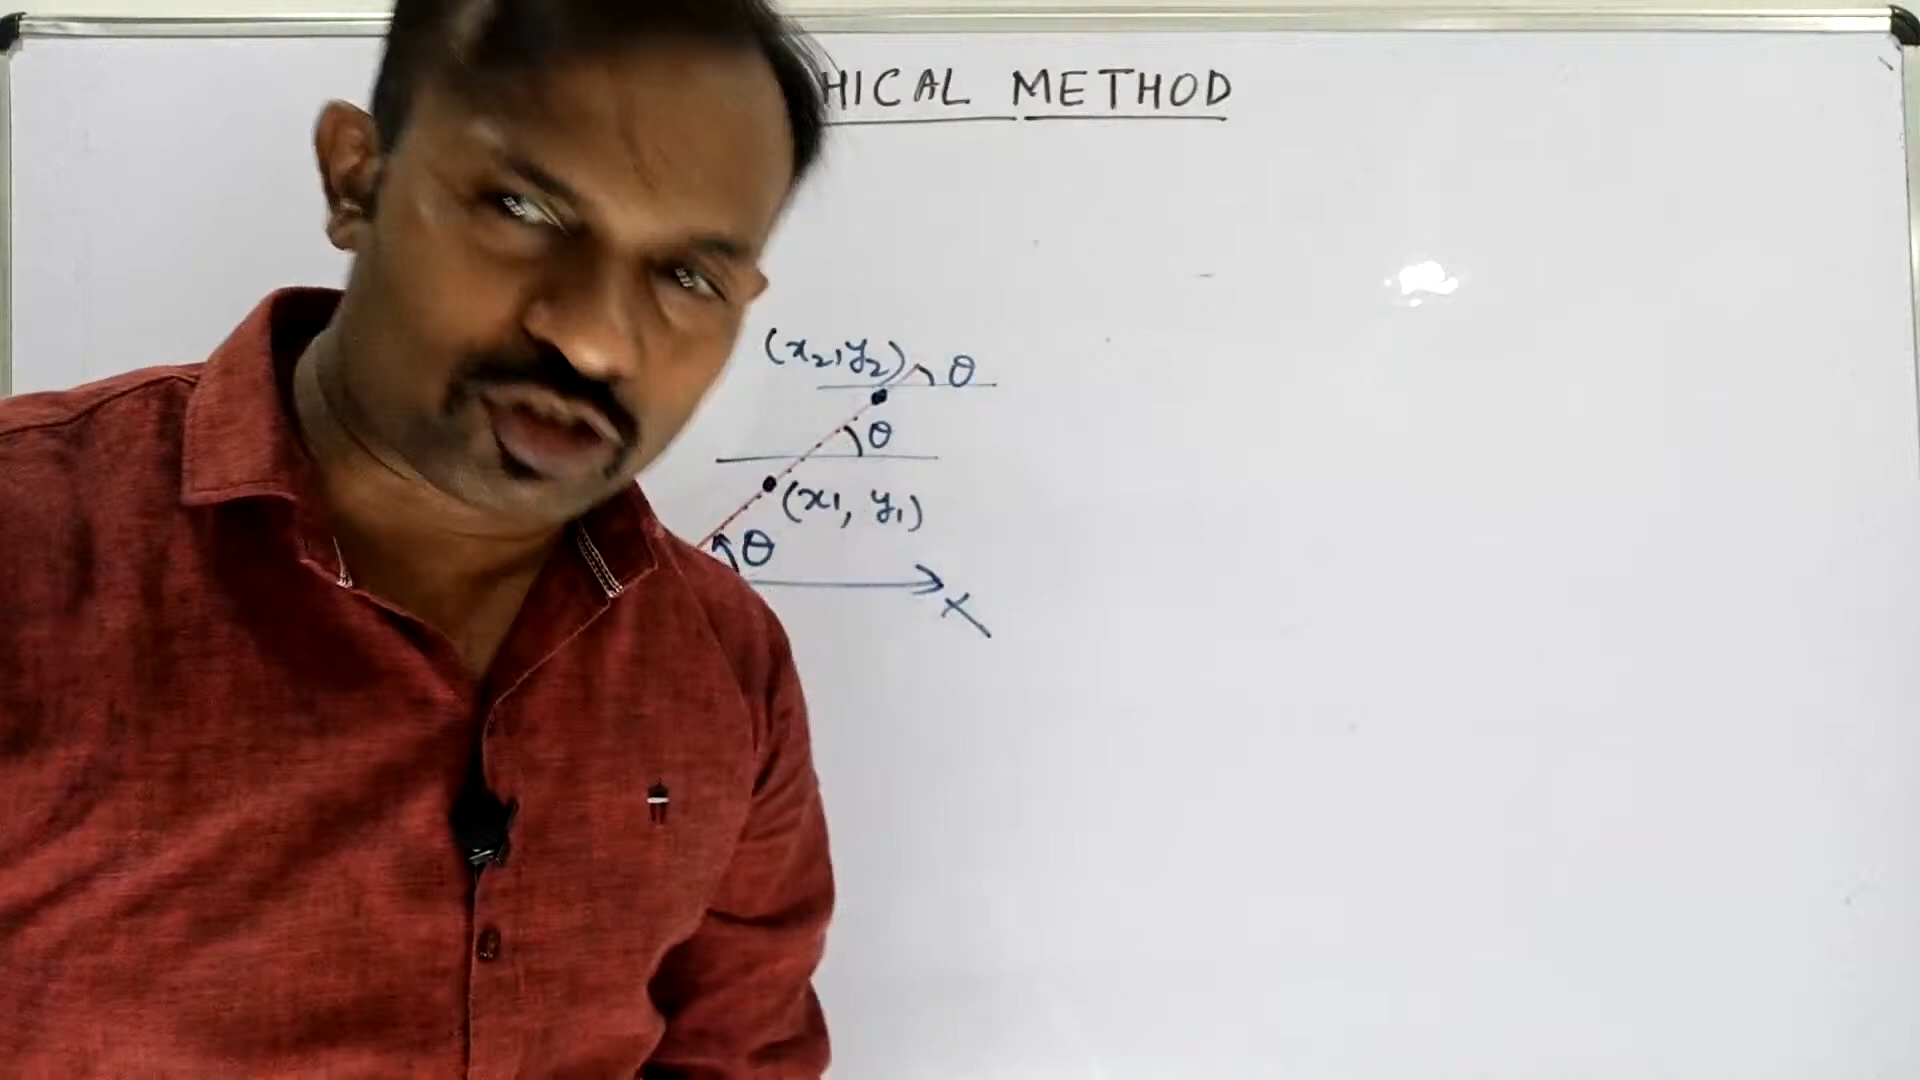 HICAL METHOD
(x₂, y₂) θ
θ
(x₁, y₁)
θ
X